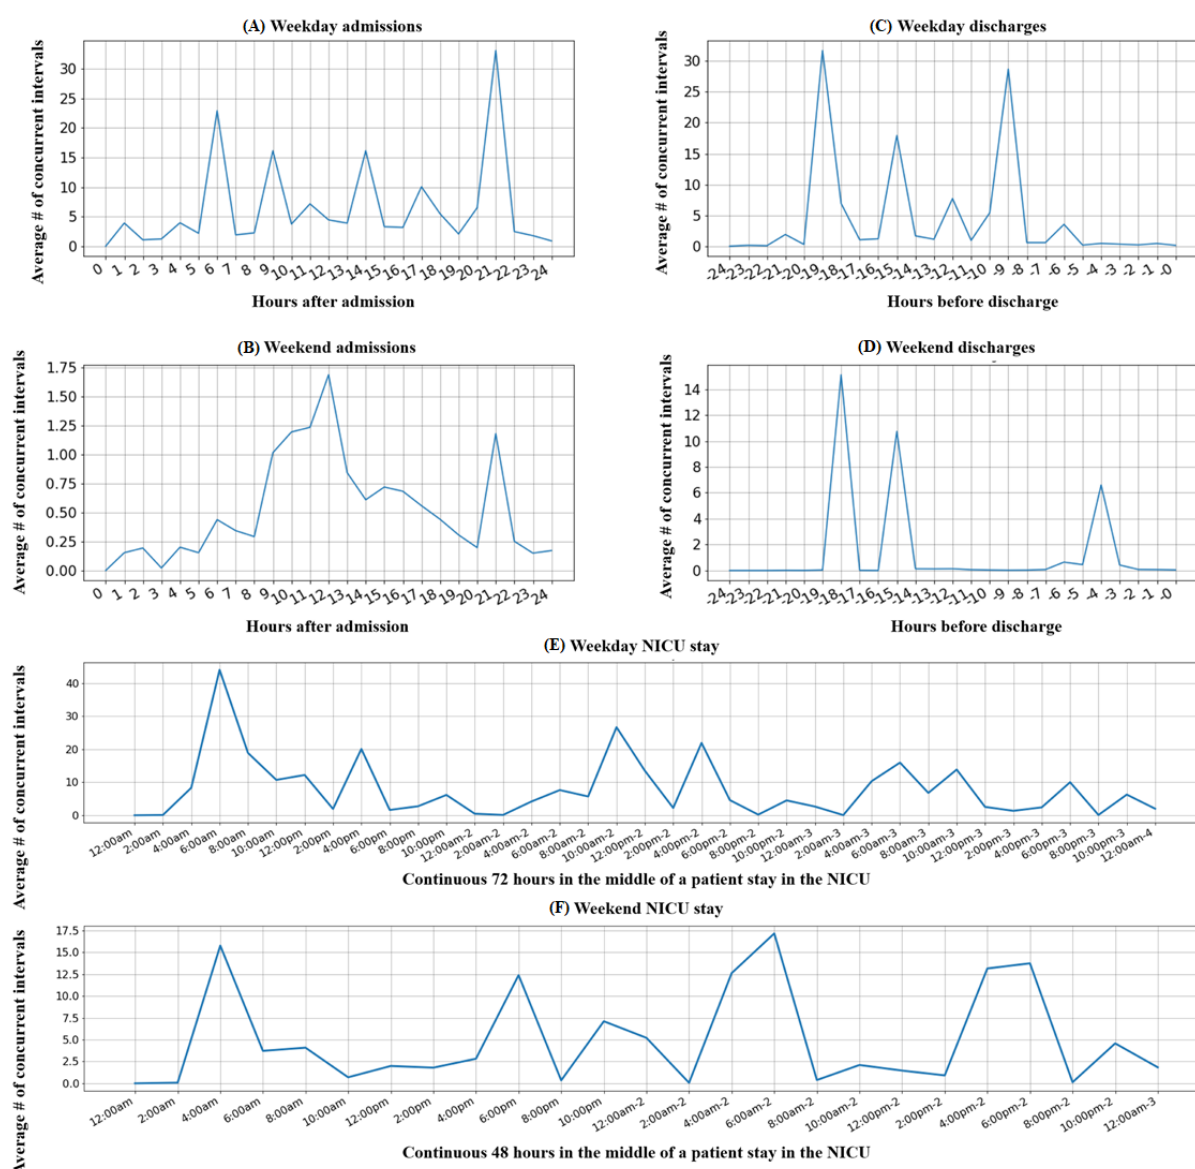 (A) Weekday admissions
Average # of concurrent intervals
30
25
20
15
10
5
0
0 1 2 3 4 5 6 7 8 9 10 11 12 13 14 15 16 17 18 19 20 21 22 23 24
Hours after admission
(C) Weekday discharges
Average # of concurrent intervals
30
25
20
15
10
5
0
-24 -23 -22 -21 -20 -19 -18 -17 -16 -15 -14 -13 -12 -11 -10 -9 -8 -7 -6 -5 -4 -3 -2 -1 -0
Hours before discharge
(B) Weekend admissions
Average # of concurrent intervals
1.75
1.50
1.25
1.00
0.75
0.50
0.25
0.00
0 1 2 3 4 5 6 7 8 9 10 11 12 13 14 15 16 17 18 19 20 21 22 23 24
Hours after admission
(D) Weekend discharges
Average # of concurrent intervals
14
12
10
8
6
4
2
0
-24 -23 -22 -21 -20 -19 -18 -17 -16 -15 -14 -13 -12 -11 -10 -9 -8 -7 -6 -5 -4 -3 -2 -1 -0
Hours before discharge
(E) Weekday NICU stay
Average # of concurrent intervals
40
30
20
10
0
12:00am 2:00am 4:00am 6:00am 8:00am 10:00am 12:00pm 2:00pm 4:00pm 6:00pm 8:00pm 10:00pm 12:00am-2 2:00am-2 4:00am-2 6:00am-2 8:00am-2 10:00am-2 12:00pm-2 2:00pm-2 4:00pm-2 6:00pm-2 8:00pm-2 10:00pm-2 12:00am-3 2:00am-3 4:00am-3 6:00am-3 8:00am-3 10:00am-3 12:00pm-3 2:00pm-3 4:00pm-3 6:00pm-3 8:00pm-3 10:00pm-3 12:00am-4
Continuous 72 hours in the middle of a patient stay in the NICU
(F) Weekend NICU stay
Average # of concurrent intervals
17.5
15.0
12.5
10.0
7.5
5.0
2.5
0.0
12:00am 2:00am 4:00am 6:00am 8:00am 10:00am 12:00pm 2:00pm 4:00pm 6:00pm 8:00pm 10:00pm 12:00am-2 2:00am-2 4:00am-2 6:00am-2 8:00am-2 10:00am-2 12:00pm-2 2:00pm-2 4:00pm-2 6:00pm-2 8:00pm-2 10:00pm-2 12:00am-3
Continuous 48 hours in the middle of a patient stay in the NICU